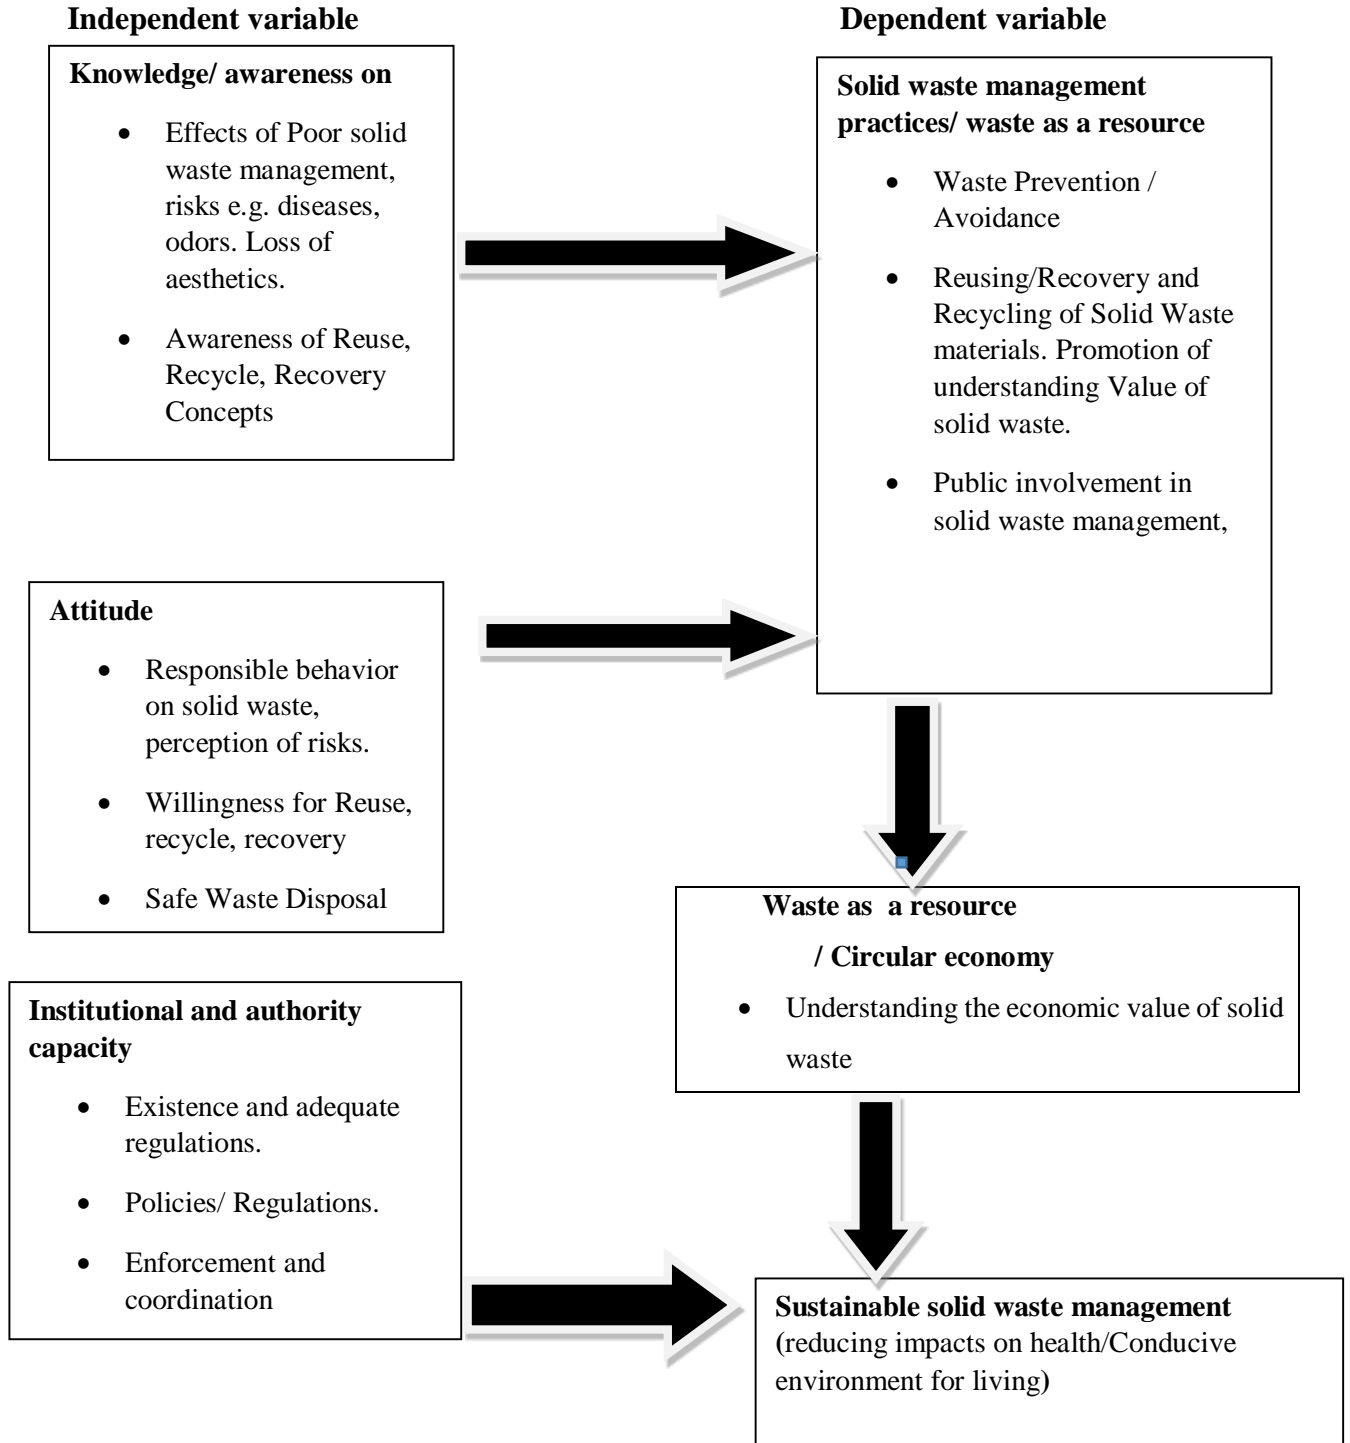 Independent variable
Knowledge/ awareness on
• Effects of Poor solid
waste management,
risks e.g. diseases,
odors. Loss of
aesthetics.
• Awareness of Reuse,
Recycle, Recovery
Concepts
Attitude
• Responsible behavior
on solid waste,
perception of risks.
• Willingness for Reuse,
recycle, recovery
• Safe Waste Disposal
Institutional and authority
capacity
• Existence and adequate
regulations.
• Policies/ Regulations.
• Enforcement and
coordination
Dependent variable
Solid waste management
practices/ waste as a resource
• Waste Prevention /
Avoidance
• Reusing/Recovery and
Recycling of Solid Waste
materials. Promotion of
understanding Value of
solid waste.
• Public involvement in
solid waste management,
Waste as a resource
/ Circular economy
• Understanding the economic value of solid
waste
Sustainable solid waste management
(reducing impacts on health/Conducive
environment for living)